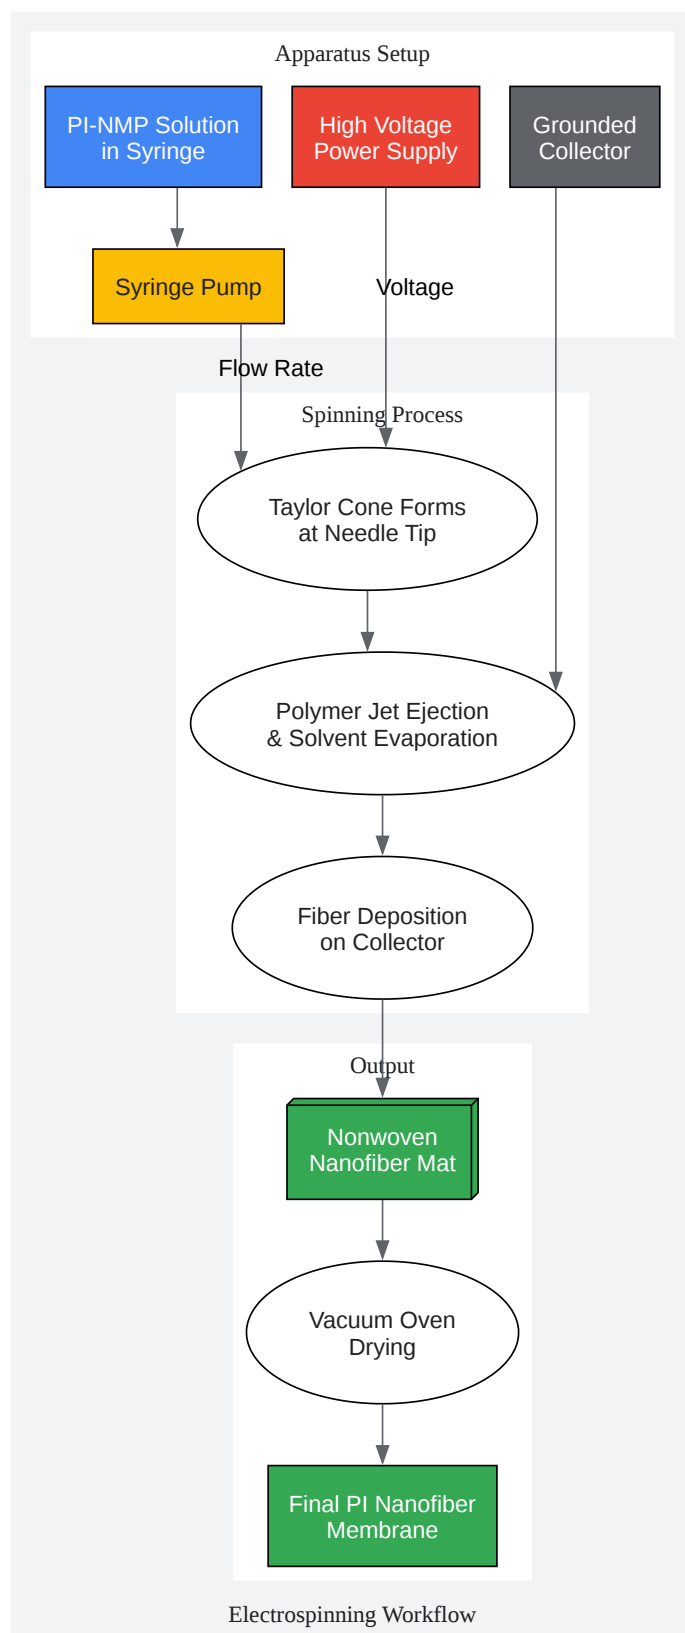 Apparatus Setup
PI-NMP Solution
in Syringe
High Voltage
Power Supply
Grounded
Collector
Syringe Pump
Voltage
Flow Rate
Spinning Process
Taylor Cone Forms
at Needle Tip
Polymer Jet Ejection
& Solvent Evaporation
Fiber Deposition
on Collector
Output
Nonwoven
Nanofiber Mat
Vacuum Oven
Drying
Final PI Nanofiber
Membrane
Electrospinning Workflow